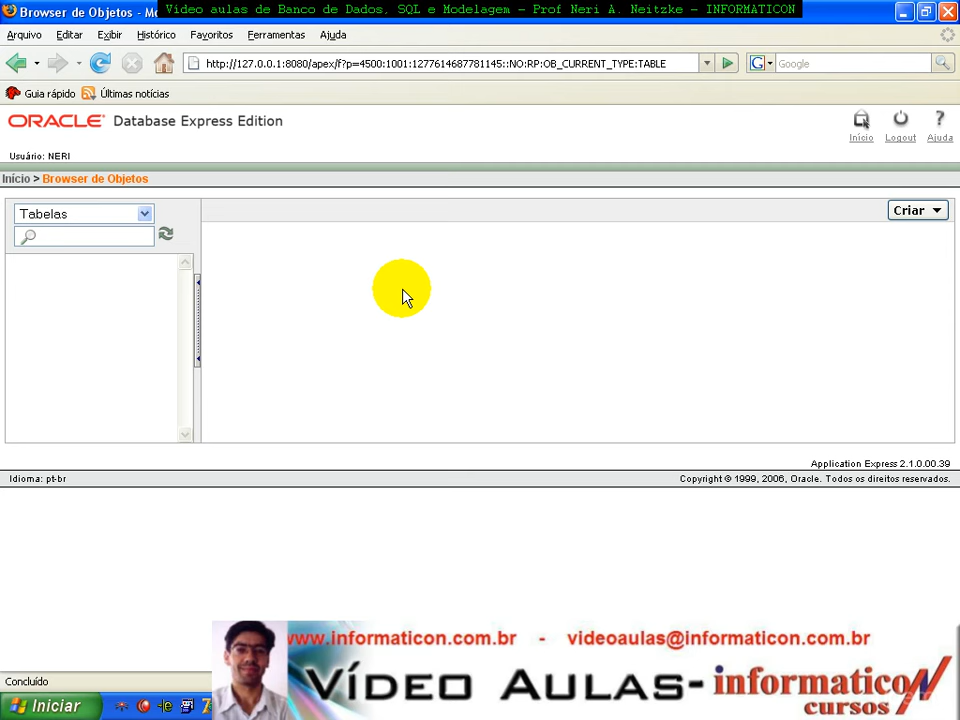 Browser de Objetos - Mo
Vídeo aulas de Banco de Dados, SQL e Modelagem - Prof Neri A. Neitzke - INFORMATICON
Arquivo Editar Exibir Histórico Favoritos Ferramentas Ajuda
http://127.0.0.1:8080/apex/f?p=4500:1001:1277614687781145::NO:RP:OB_CURRENT_TYPE:TABLE
G Google
Guia rápido Últimas notícias
ORACLE Database Express Edition
Início Logout Ajuda
Usuário: NERI
Início > Browser de Objetos
Tabelas
Criar
Application Express 2.1.0.00.39
Idioma: pt-br
Copyright © 1999, 2006, Oracle. Todos os direitos reservados.
www.informaticon.com.br - videoaulas@informaticon.com.br
Vídeo Aulas- informaticoN
cursos
Concluído
Iniciar